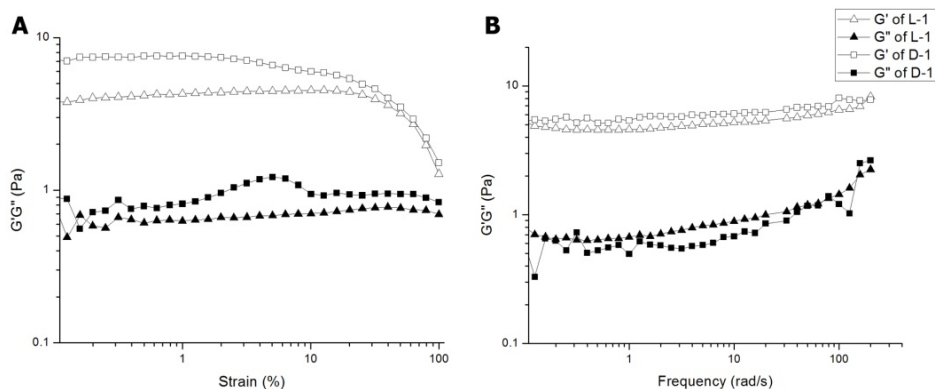 A
10
1
0.1
G'G" (Pa)
1
10
100
Strain (%)
B
10
1
0.1
G'G" (Pa)
1
10
100
Frequency (rad/s)
G' of L-1
G" of L-1
G' of D-1
G" of D-1